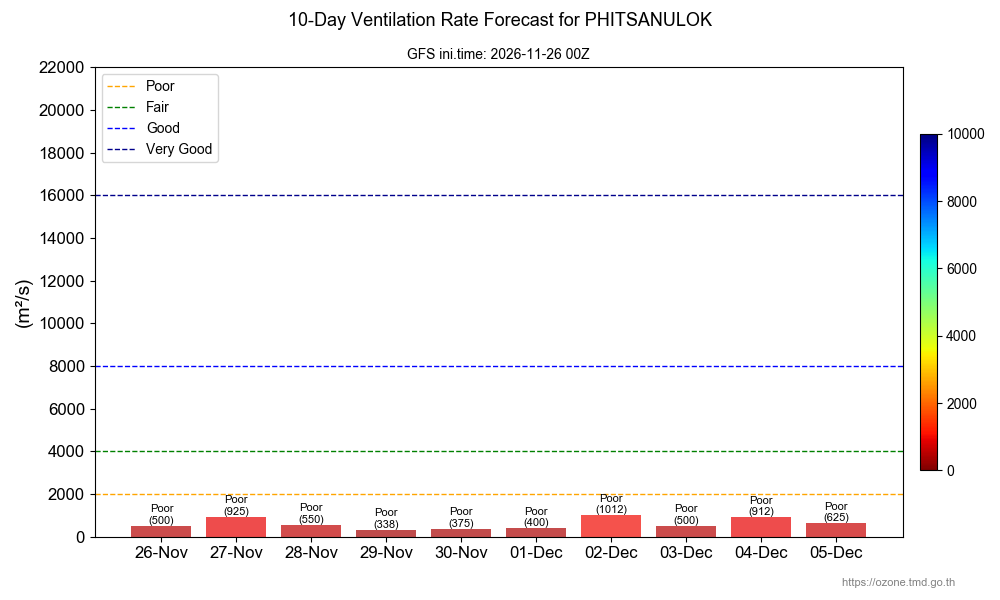 10-Day Ventilation Rate Forecast for PHITSANULOK
GFS ini.time: 2026-11-26 00Z
22000
20000
18000
16000
14000
12000
10000
8000
6000
4000
2000
0
(m²/s)
Poor
Fair
Good
Very Good
Poor
(500)
Poor
(925)
Poor
(550)
Poor
(338)
Poor
(375)
Poor
(400)
Poor
(1012)
Poor
(500)
Poor
(912)
Poor
(625)
26-Nov 27-Nov 28-Nov 29-Nov 30-Nov 01-Dec 02-Dec 03-Dec 04-Dec 05-Dec
10000
8000
6000
4000
2000
0
https://ozone.tmd.go.th